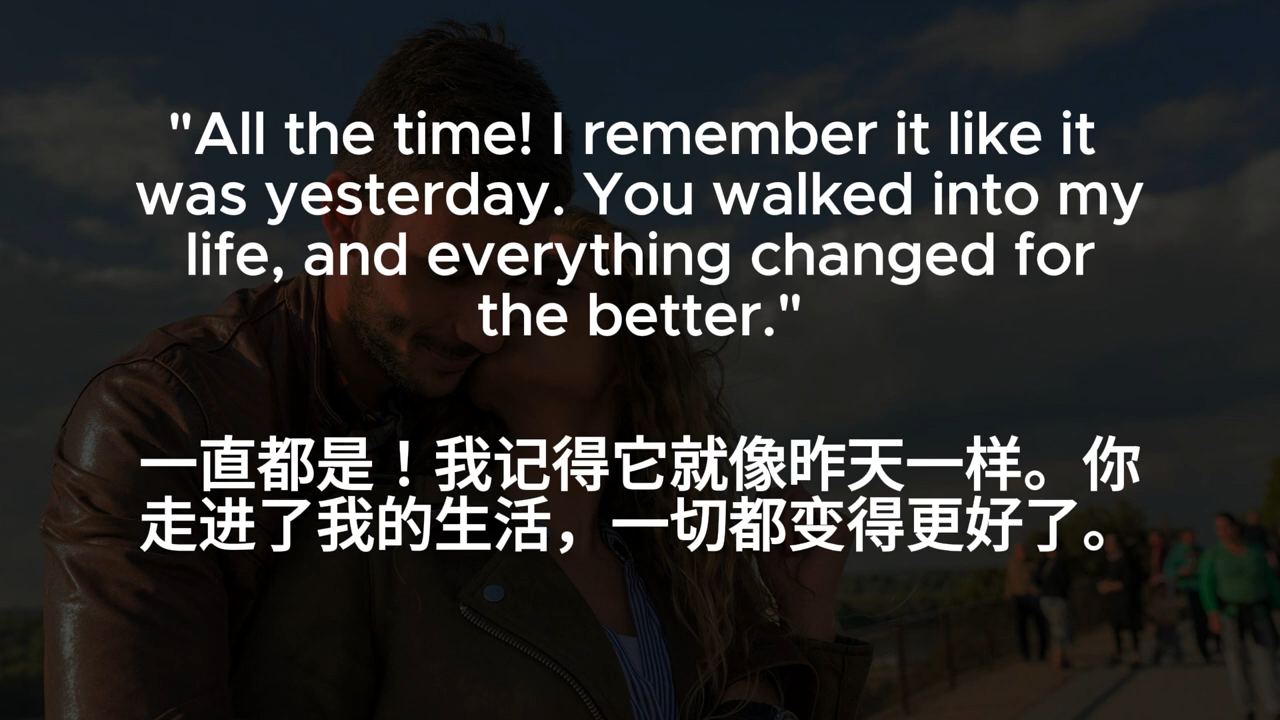 "All the time! I remember it like it
was yesterday. You walked into my
life, and everything changed for
the better."
一直都是！我记得它就像昨天一样。你
走进了我的生活，一切都变得更好了。